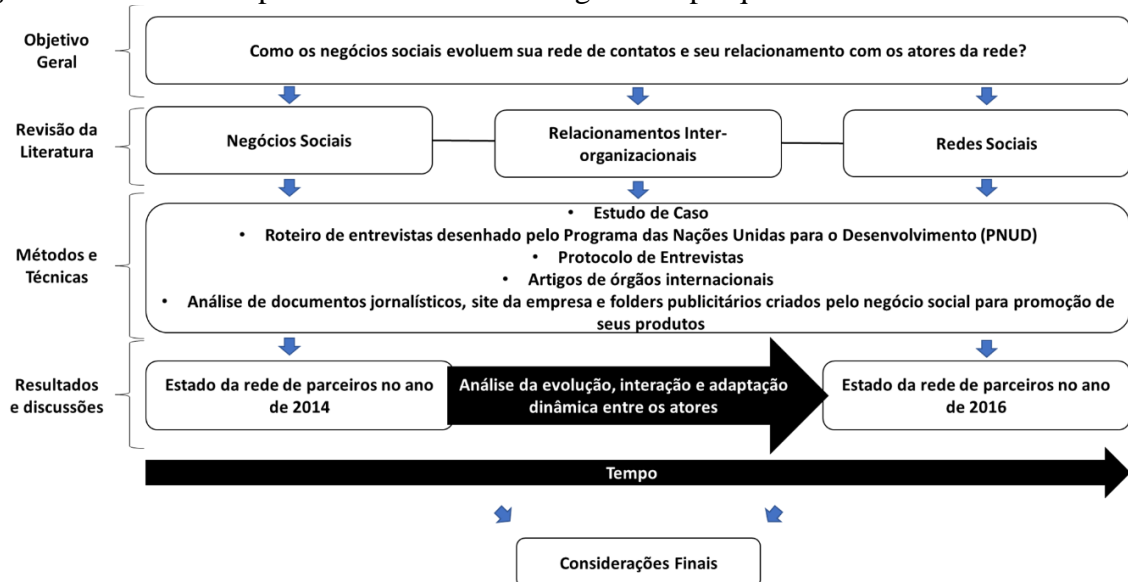 Objetivo
Geral
Como os negócios sociais evoluem sua rede de contatos e seu relacionamento com os atores da rede?
Revisão da
Literatura
Negócios Sociais
Relacionamentos Inter-
organizacionais
Redes Sociais
Métodos e
Técnicas
• Estudo de Caso
• Roteiro de entrevistas desenhado pelo Programa das Nações Unidas para o Desenvolvimento (PNUD)
• Protocolo de Entrevistas
• Artigos de órgãos internacionais
• Análise de documentos jornalísticos, site da empresa e folders publicitários criados pelo negócio social para promoção de
seus produtos
Resultados
e discussões
Estado da rede de parceiros no ano
de 2014
Análise da evolução, interação e adaptação
dinâmica entre os atores
Estado da rede de parceiros no ano
de 2016
Tempo
Considerações Finais